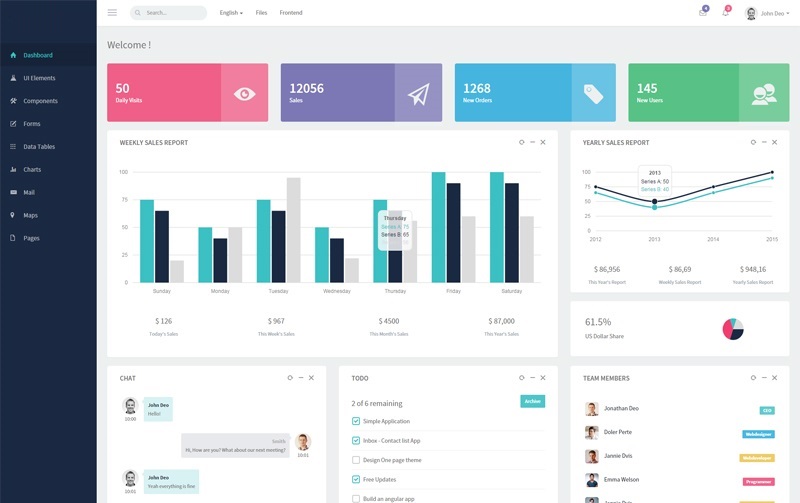 Search...
English
Files
Frontend
4
John Deo
Dashboard
UI Elements
Components
Forms
Data Tables
Charts
Mail
Maps
Pages
Welcome !
50
Daily Visits
12056
Sales
1268
New Orders
145
New Users
WEEKLY SALES REPORT
100
75
50
25
0
Sunday
Monday
Tuesday
Wednesday
Thursday
Friday
Saturday
Thursday
Series A: 75
Series B: 65
$ 126
Today's Sales
$ 967
This Week's Sales
$ 4500
This Month's Sales
$ 87,000
This Year's Sales
YEARLY SALES REPORT
100
75
50
25
0
2012
2013
2014
2015
2013
Series A: 50
Series B: 40
$ 86,956
This Year's Report
$ 86,69
Weekly Sales Report
$ 948,16
Yearly Sales Report
61.5%
US Dollar Share
CHAT
John Deo
Hello!
10:00
Smith
Hi, How are you? What about our next meeting?
10:01
John Deo
Yeah everything is fine
10:01
TODO
2 of 6 remaining
Archive
Simple Application
Inbox - Contact list App
Design One page theme
Free Updates
Build an angular app
TEAM MEMBERS
Jonathan Deo
CEO
Doler Perte
Webdesigner
Jannie Dvis
Webdeveloper
Emma Welson
Programmer
Jannie Dvis